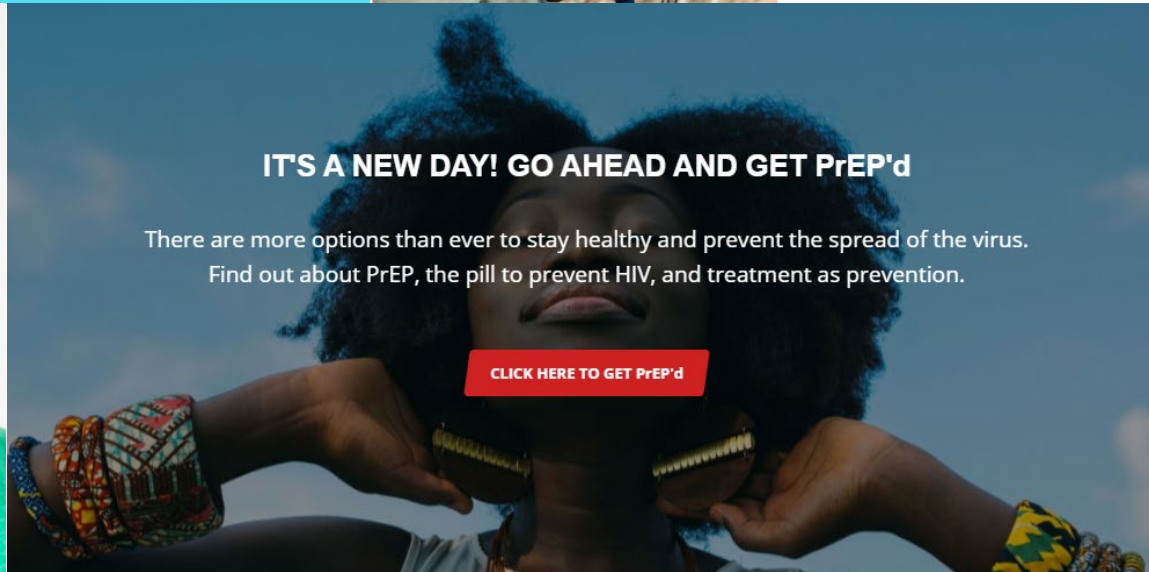 IT'S A NEW DAY! GO AHEAD AND GET PrEP'd
There are more options than ever to stay healthy and prevent the spread of the virus.
Find out about PrEP, the pill to prevent HIV, and treatment as prevention.
CLICK HERE TO GET PrEP'd